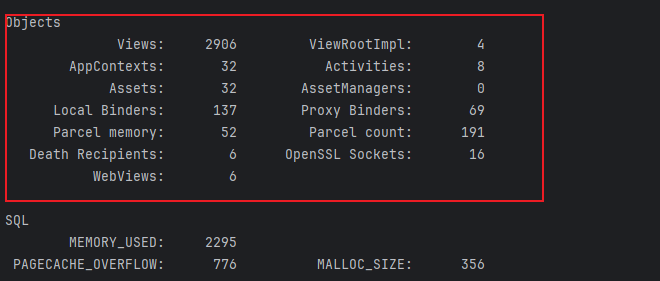 Objects
Views: 2906 ViewRootImpl: 4
AppContexts: 32 Activities: 8
Assets: 32 AssetManagers: 0
Local Binders: 137 Proxy Binders: 69
Parcel memory: 52 Parcel count: 191
Death Recipients: 6 OpenSSL Sockets: 16
WebViews: 6
SQL
MEMORY_USED: 2295
PAGECACHE_OVERFLOW: 776 MALLOC_SIZE: 356